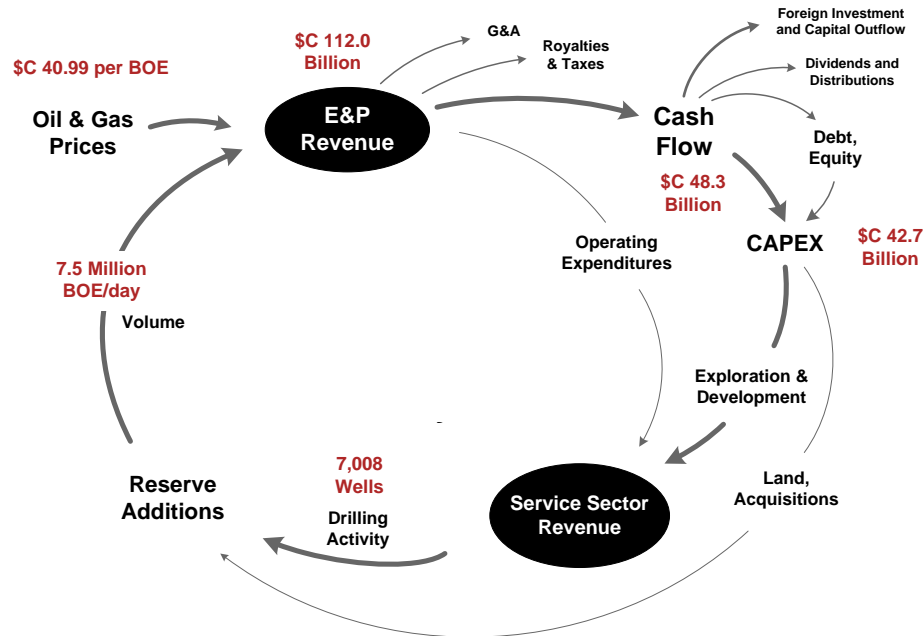 Foreign Investment
and Capital Outflow
G&A
$C 112.0
Billion
Royalties
& Taxes
$C 40.99 per BOE
Dividends and
Distributions
Oil & Gas
Prices
E&P
Revenue
Cash
Flow
Debt,
Equity
$C 48.3
Billion
CAPEX
$C 42.7
Billion
Operating
Expenditures
7.5 Million
BOE/day
Volume
Exploration &
Development
7,008
Wells
Reserve
Additions
Drilling
Activity
Service Sector
Revenue
Land,
Acquisitions